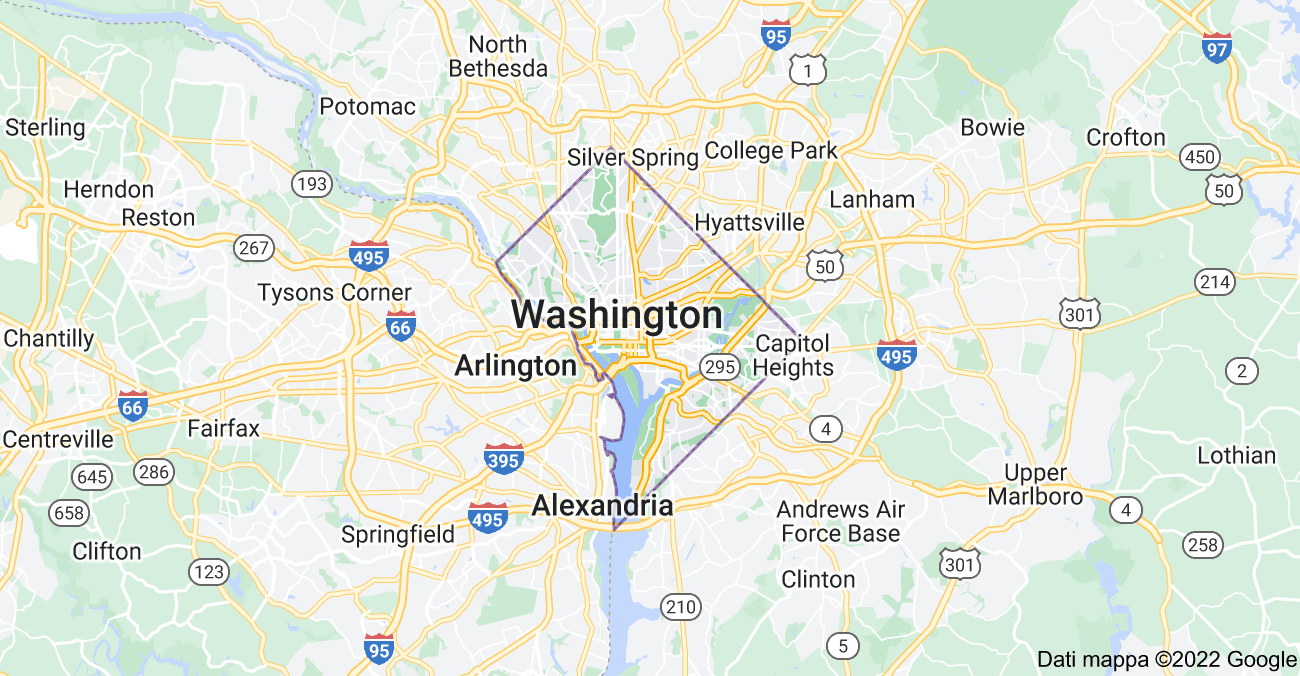 95
97
North
Bethesda
1
Potomac
Sterling
Bowie
Crofton
Silver Spring
College Park
450
193
Herndon
50
Lanham
Reston
Hyattsville
267
495
50
214
Tysons Corner
Washington
301
66
Chantilly
Capitol
Heights
495
Arlington
295
2
66
Fairfax
4
Centreville
395
Lothian
645
286
Upper
Marlboro
658
Alexandria
495
Andrews Air
Force Base
4
Springfield
258
Clifton
301
123
Clinton
210
5
95
Dati mappa ©2022 Google